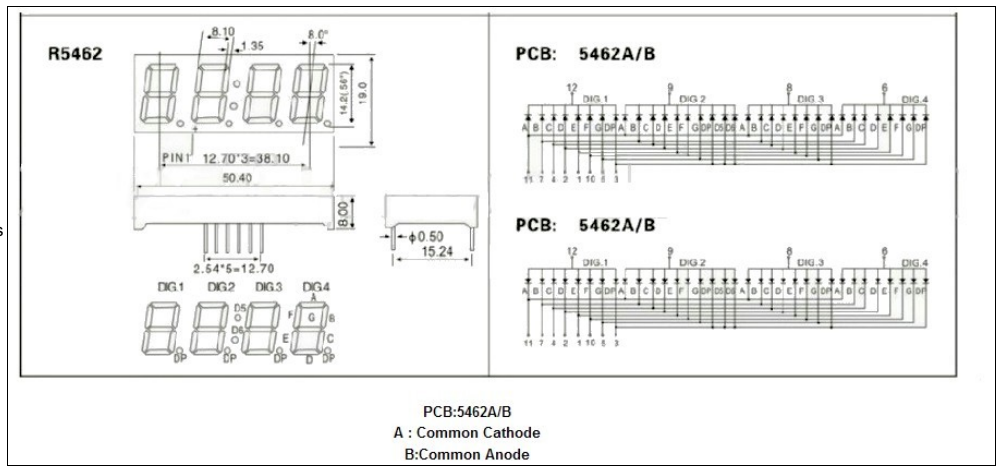 R5462
8.10
1.35
8.0°
14.2(.56")
19.0
PIN1
12.70*3=38.10
50.40
8.00
ϕ0.50
15.24
2.54*5=12.70
DIG.1 DIG.2 DIG.3 DIG.4
A
D5 F G B
D6 E C
DP DP DP D DP
PCB: 5462A/B
12 9 8 6
DIG.1 DIG.2 DIG.3 DIG.4
A B C D E F G DP A B C D E F G DP D5 D6 A B C D E F G DP A B C D E F G DP
11 7 4 2 1 10 5 3
PCB: 5462A/B
12 9 8 6
DIG.1 DIG.2 DIG.3 DIG.4
A B C D E F G DP A B C D E F G DP D5 D6 A B C D E F G DP A B C D E F G DP
11 7 4 2 1 10 5 3
PCB:5462A/B
A : Common Cathode
B:Common Anode